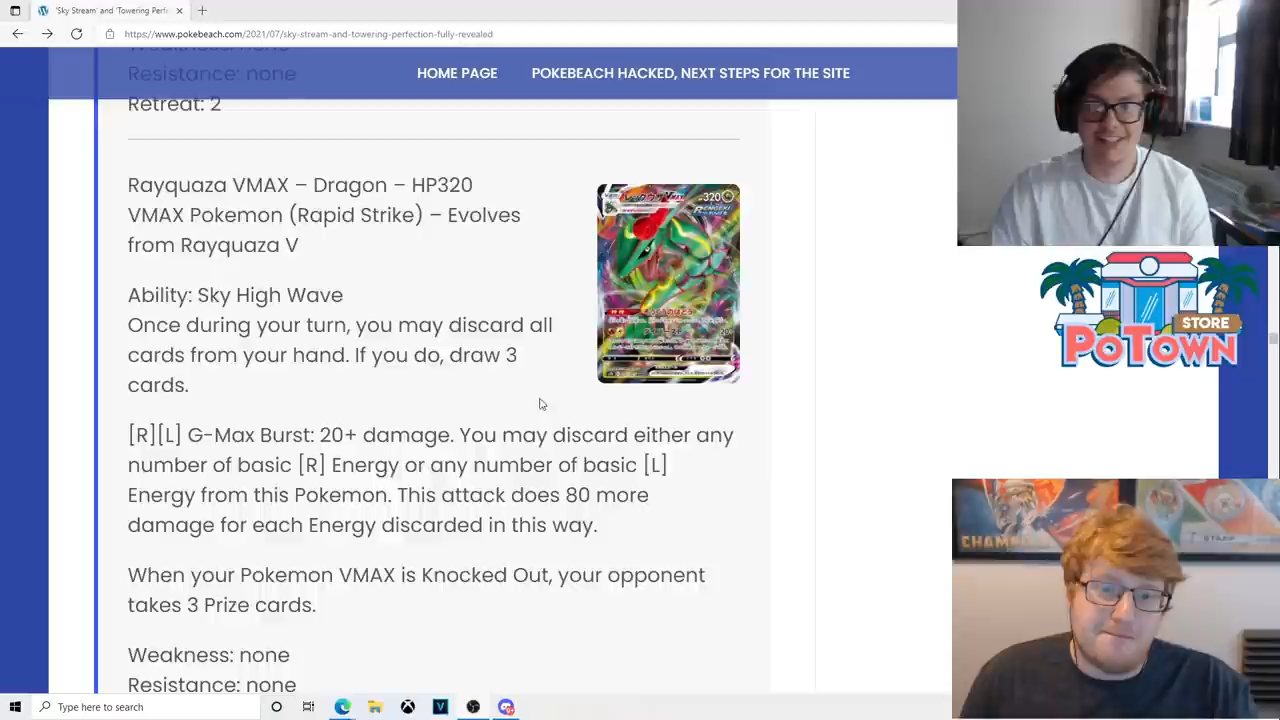 'Sky Stream' and 'Towering Perf
https://www.pokebeach.com/2021/07/sky-stream-and-towering-perfection-fully-revealed
HOME PAGE
POKEBEACH HACKED, NEXT STEPS FOR THE SITE
Resistance: none
Retreat: 2
Rayquaza VMAX – Dragon – HP320
VMAX Pokemon (Rapid Strike) – Evolves
from Rayquaza V
320
Ability: Sky High Wave
Once during your turn, you may discard all
cards from your hand. If you do, draw 3
cards.
[R][L] G-Max Burst: 20+ damage. You may discard either any
number of basic [R] Energy or any number of basic [L]
Energy from this Pokemon. This attack does 80 more
damage for each Energy discarded in this way.
When your Pokemon VMAX is Knocked Out, your opponent
takes 3 Prize cards.
Weakness: none
Resistance: none
STORE
POTOWN
CHAMP
STAFF
Type here to search